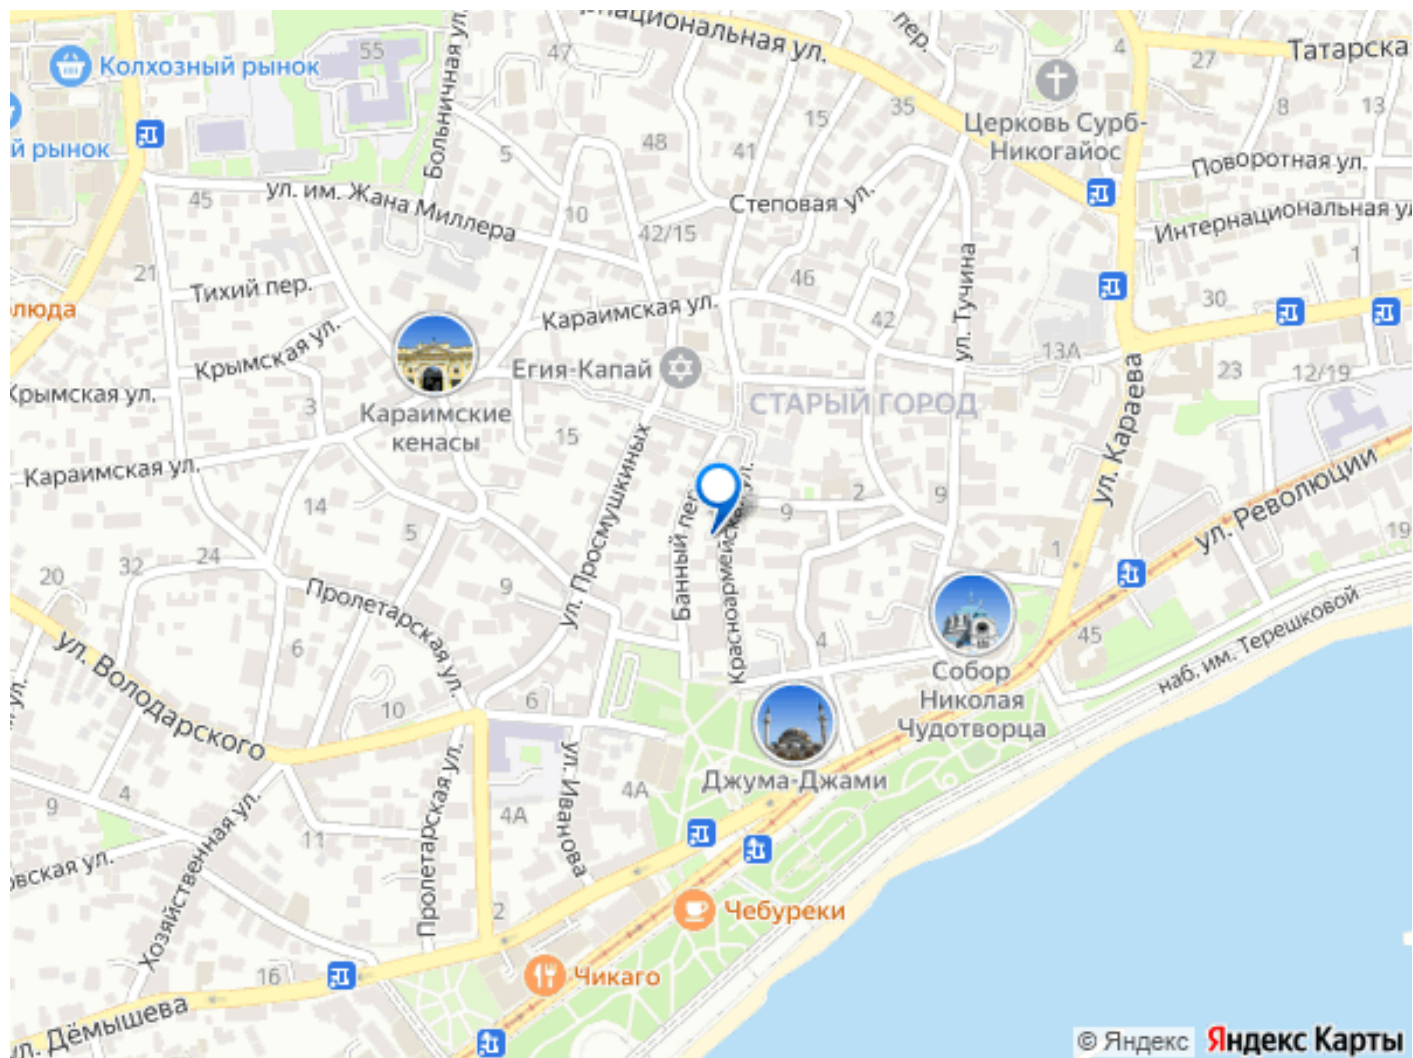 Колхозный рынок
й рынок
55
Больничная ул.
47
нациoнальная ул.
пер.
4
27
Татарска
35
8
13
15
48
41
5
Церковь Сурб-
Никогайос
Поворотная ул.
45
ул. им. Жана Миллера
10
42/15
Степовая ул.
Интернациональная ул
1
21
Тихий пер.
46
30
люда
Караимская ул.
42
ул. Тучина
13А
Крымская ул.
Егия-Капай
23
12/19
Крымская ул.
3
Караимские
кенасы
15
СТАРЫЙ ГОРОД
ул. Караева
Караимская ул.
14
2
9
9
ул. Революции
19
5
24
32
20
ул. Просмушкиных
Банный пер.
Красноармейская ул.
1
9
Пролетарская ул.
6
4
45
наб. им. Терешковой
Собор
Николая
Чудотворца
ул. Володарского
ул.
10
6
Джума-Джами
9
4
11
Хозяйственная ул.
Пролетарская ул.
4А
ул. Иванова
4А
вская ул.
2
Чебуреки
16
Чикаго
л. Дёмышева
© Яндекс
Яндекс Карты